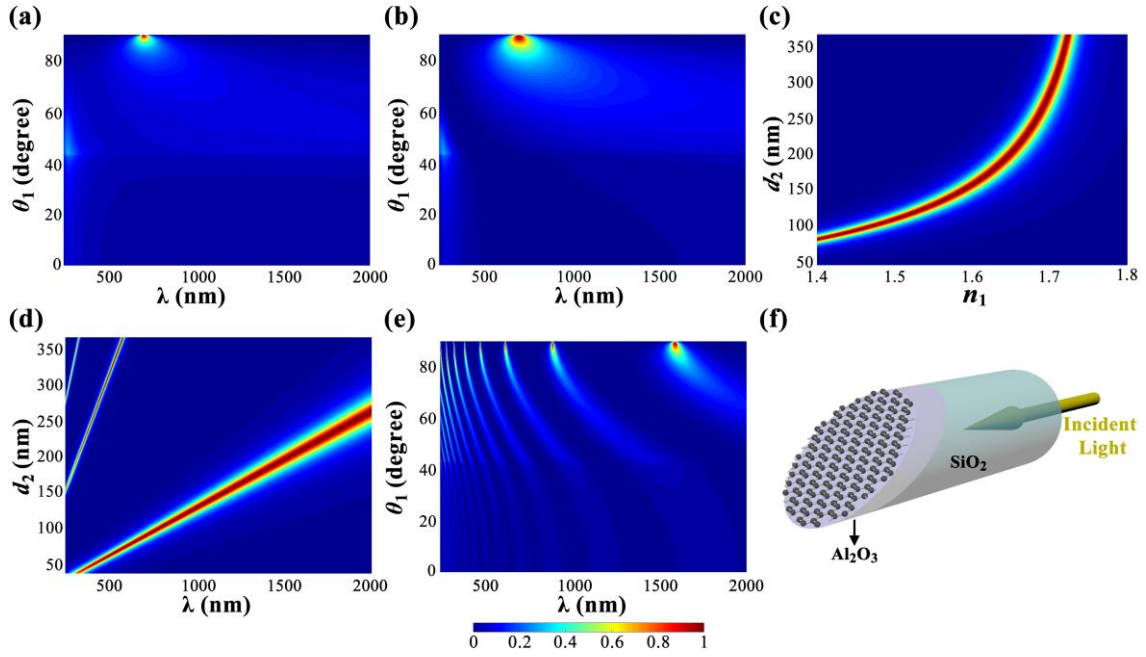 (a)
80
60
40
20
0
θ1 (degree)
500
1000
1500
2000
λ (nm)
(b)
80
60
40
20
0
θ1 (degree)
500
1000
1500
2000
λ (nm)
(c)
350
300
250
200
150
100
50
d2 (nm)
1.4
1.5
1.6
1.7
1.8
n1
(d)
350
300
250
200
150
100
50
d2 (nm)
500
1000
1500
2000
λ (nm)
(e)
80
60
40
20
0
θ1 (degree)
500
1000
1500
2000
λ (nm)
(f)
Incident
Light
SiO2
Al2O3
0
0.2
0.4
0.6
0.8
1